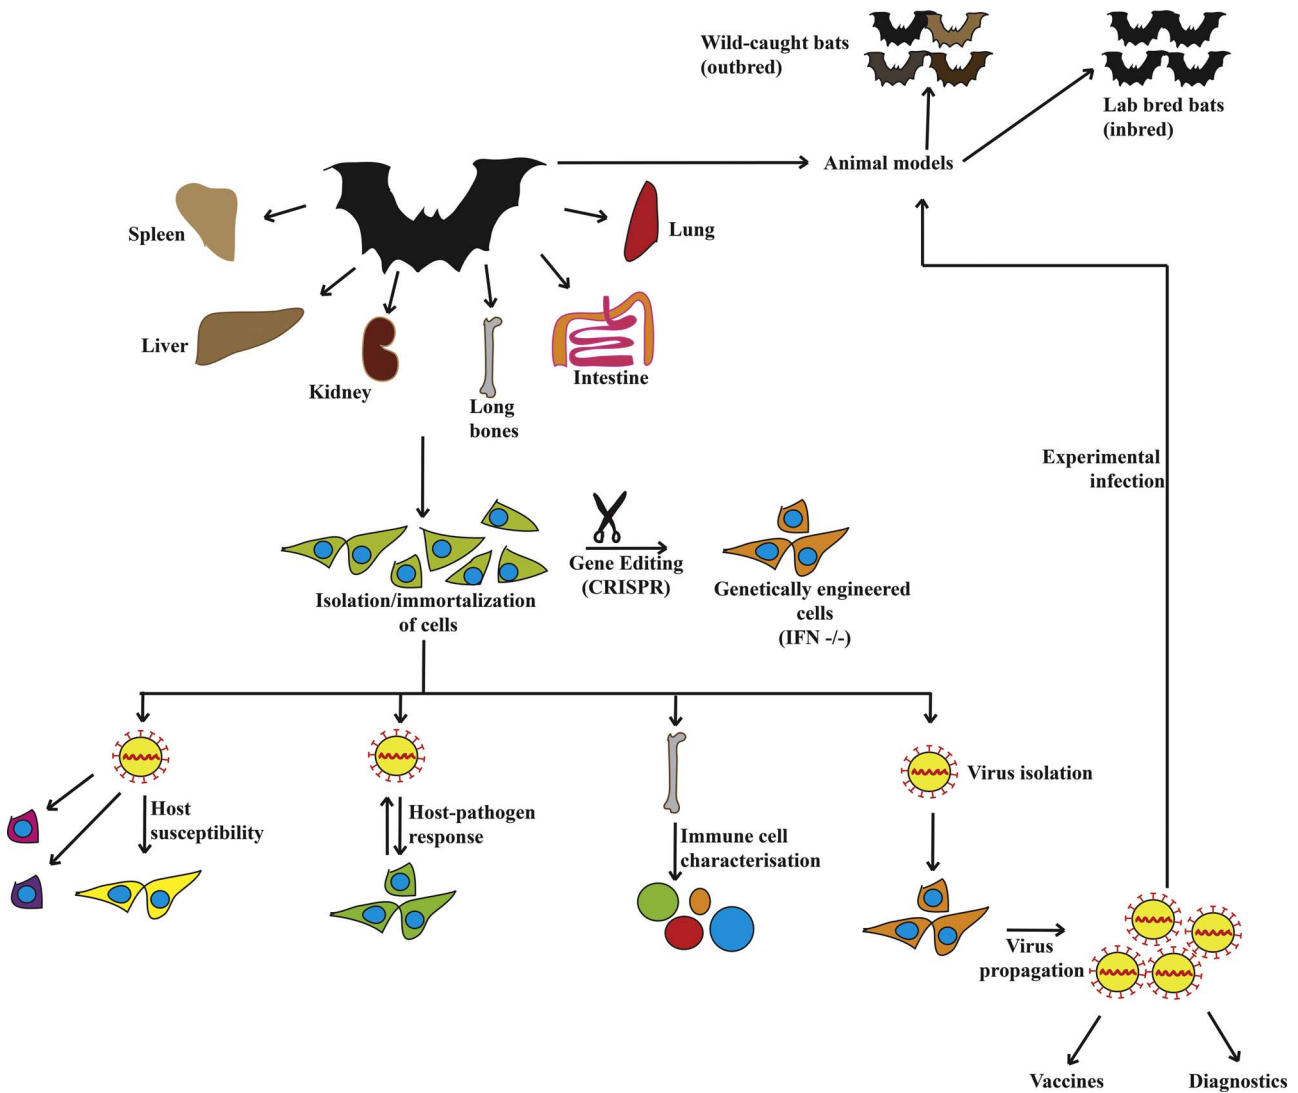 Wild-caught bats
(outbred)
Lab bred bats
(inbred)
Animal models
Spleen
Lung
Liver
Kidney
Long
bones
Intestine
Experimental
infection
Gene Editing
(CRISPR)
Isolation/immortalization
of cells
Genetically engineered
cells
(IFN -/-)
Host
susceptibility
Host-pathogen
response
Immune cell
characterisation
Virus isolation
Virus
propagation
Vaccines
Diagnostics